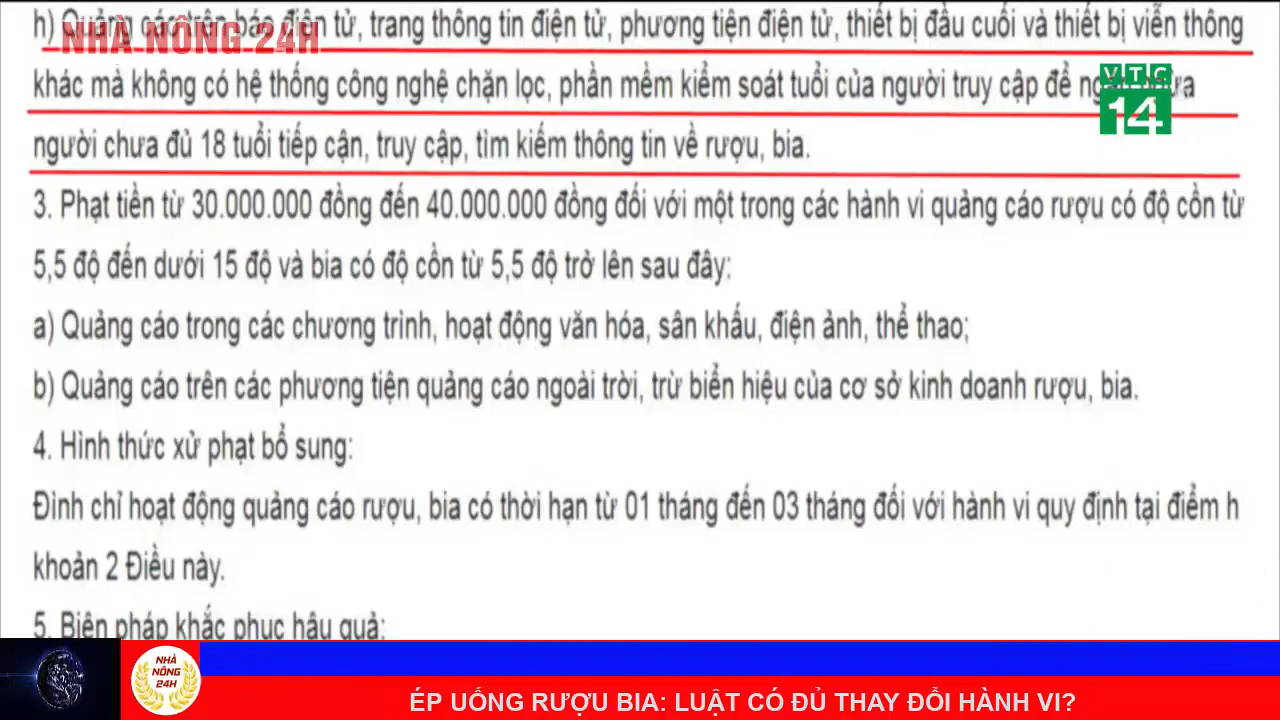 h) Quảng cáo trên báo điện tử, trang thông tin điện tử, phương tiện điện tử, thiết bị đầu cuối và thiết bị viễn thông
NHÀ NÔNG 24H
khác mà không có hệ thống công nghệ chặn lọc, phần mềm kiểm soát tuổi của người truy cập để ngăn ngừa
VTC
14
người chưa đủ 18 tuổi tiếp cận, truy cập, tìm kiếm thông tin về rượu, bia.
3. Phạt tiền từ 30.000.000 đồng đến 40.000.000 đồng đối với một trong các hành vi quảng cáo rượu có độ cồn từ
5,5 độ đến dưới 15 độ và bia có độ cồn từ 5,5 độ trở lên sau đây:
a) Quảng cáo trong các chương trình, hoạt động văn hóa, sân khấu, điện ảnh, thể thao;
b) Quảng cáo trên các phương tiện quảng cáo ngoài trời, trừ biển hiệu của cơ sở kinh doanh rượu, bia.
4. Hình thức xử phạt bổ sung:
Đình chỉ hoạt động quảng cáo rượu, bia có thời hạn từ 01 tháng đến 03 tháng đối với hành vi quy định tại điểm h
khoản 2 Điều này.
5. Biện pháp khắc phục hậu quả:
NHÀ
NÔNG
24H
ÉP UỐNG RƯỢU BIA: LUẬT CÓ ĐỦ THAY ĐỔI HÀNH VI?